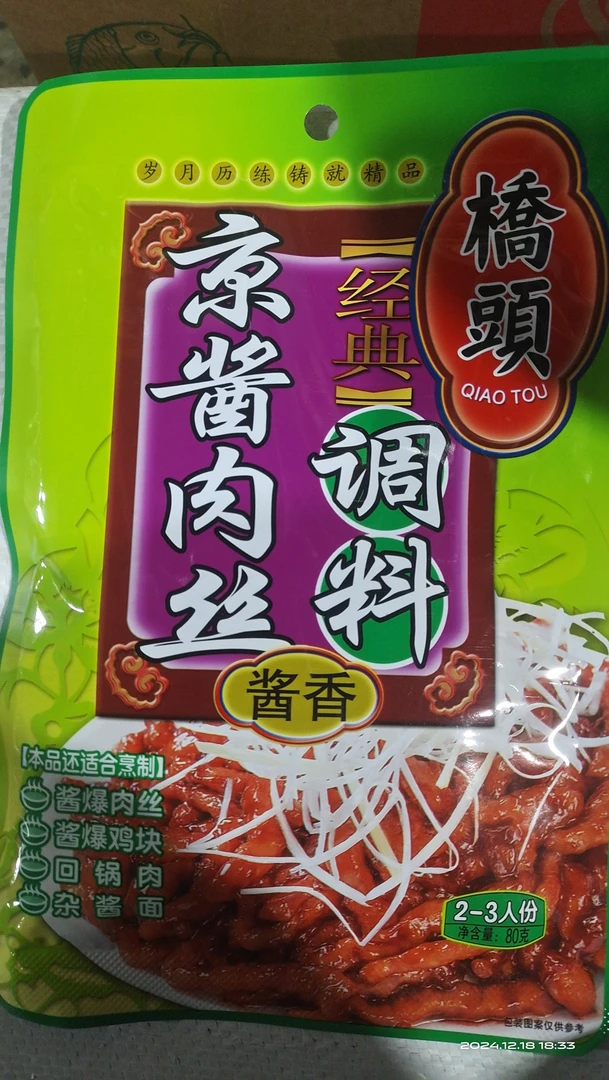 岁月历练铸就精品
橋頭
QIAO TOU
【经典】
京酱肉丝
调料
酱香
【本品还适合烹制】
酱爆肉丝
酱爆鸡块
回锅肉
杂酱面
2-3人份
净含量：80克
包装图案仅供参考
2024.12.18 18:33